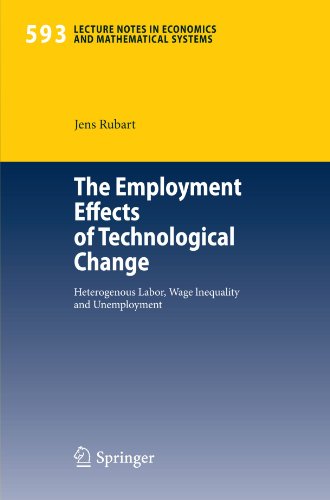 593 LECTURE NOTES IN ECONOMICS
AND MATHEMATICAL SYSTEMS
Jens Rubart
The Employment
Effects
of Technological
Change
Heterogenous Labor, Wage Inequality
and Unemployment
Springer